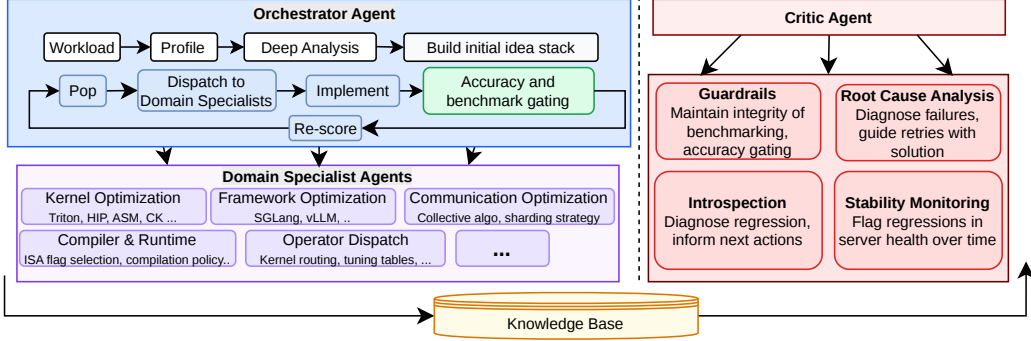 Orchestrator Agent
Workload
Profile
Deep Analysis
Build initial idea stack
Pop
Dispatch to
Domain Specialists
Implement
Accuracy and
benchmark gating
Re-score
Domain Specialist Agents
Kernel Optimization
Triton, HIP, ASM, CK ...
Framework Optimization
SGLang, vLLM, ..
Communication Optimization
Collective algo, sharding strategy
Compiler & Runtime
ISA flag selection, compilation policy..
Operator Dispatch
Kernel routing, tuning tables, ...
...
Critic Agent
Guardrails
Maintain integrity of
benchmarking,
accuracy gating
Root Cause Analysis
Diagnose failures,
guide retries with
solution
Introspection
Diagnose regression,
inform next actions
Stability Monitoring
Flag regressions in
server health over time
Knowledge Base